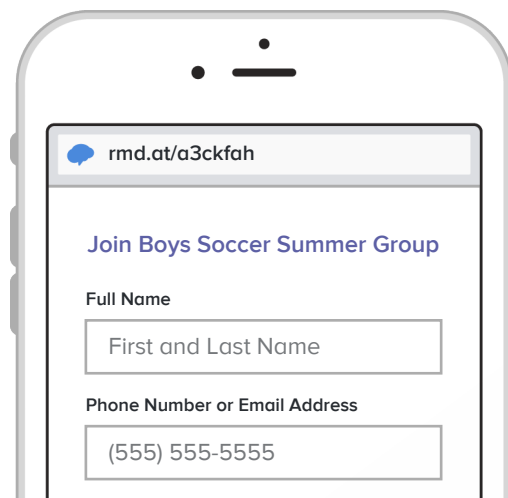 rmd.at/a3ckfah
Join Boys Soccer Summer Group
Full Name
First and Last Name
Phone Number or Email Address
(555) 555-5555